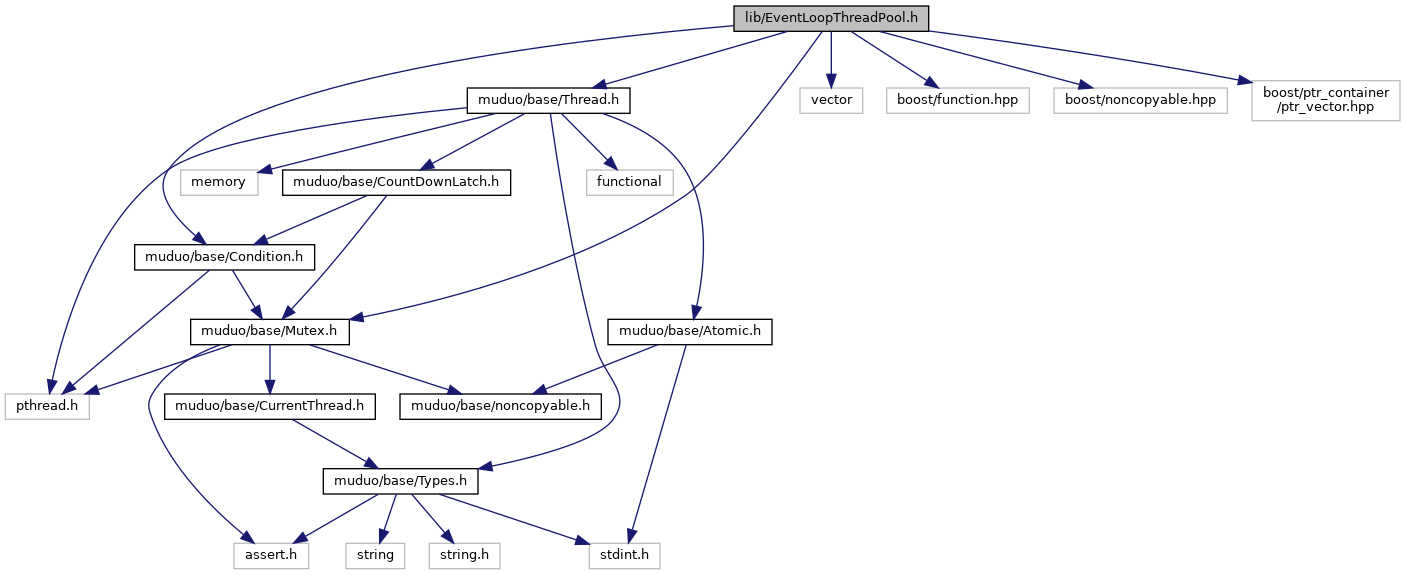 lib/EventLoopThreadPool.h
muduo/base/Thread.h
vector
boost/function.hpp
boost/noncopyable.hpp
boost/ptr_container
/ptr_vector.hpp
memory
muduo/base/CountDownLatch.h
functional
muduo/base/Condition.h
muduo/base/Mutex.h
muduo/base/Atomic.h
pthread.h
muduo/base/CurrentThread.h
muduo/base/noncopyable.h
muduo/base/Types.h
assert.h
string
string.h
stdint.h